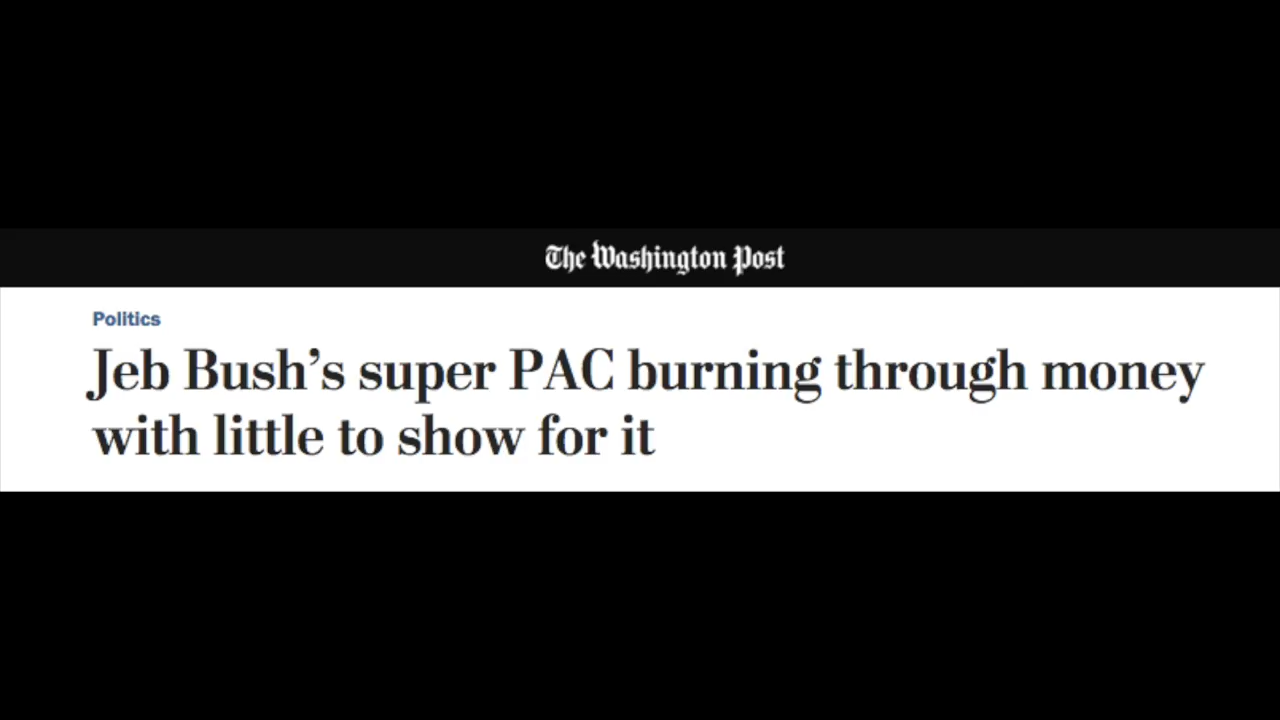 The Washington Post
Politics
Jeb Bush’s super PAC burning through money
with little to show for it